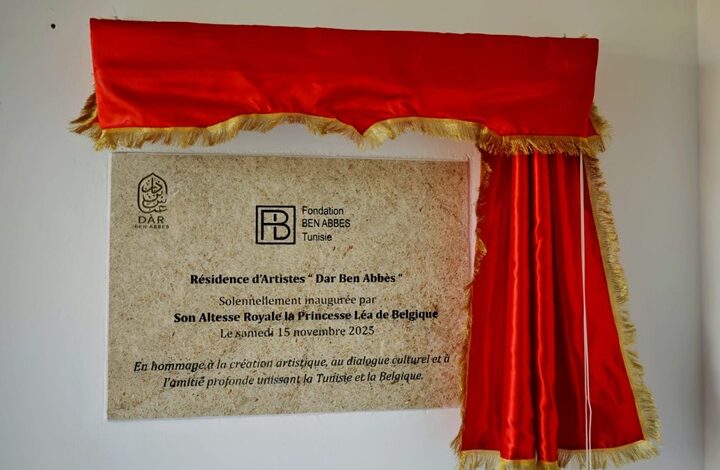 DAR
BEN ABBES
Fondation
BEN ABBES
Tunisie
Résidence d'Artistes " Dar Ben Abbès "
Solennellement inaugurée par
Son Altesse Royale la Princesse Léa de Belgique
Le samedi 15 novembre 2025
En hommage à la création artistique, au dialogue culturel et à
l'amitié profonde unissant la Tunisie et la Belgique.